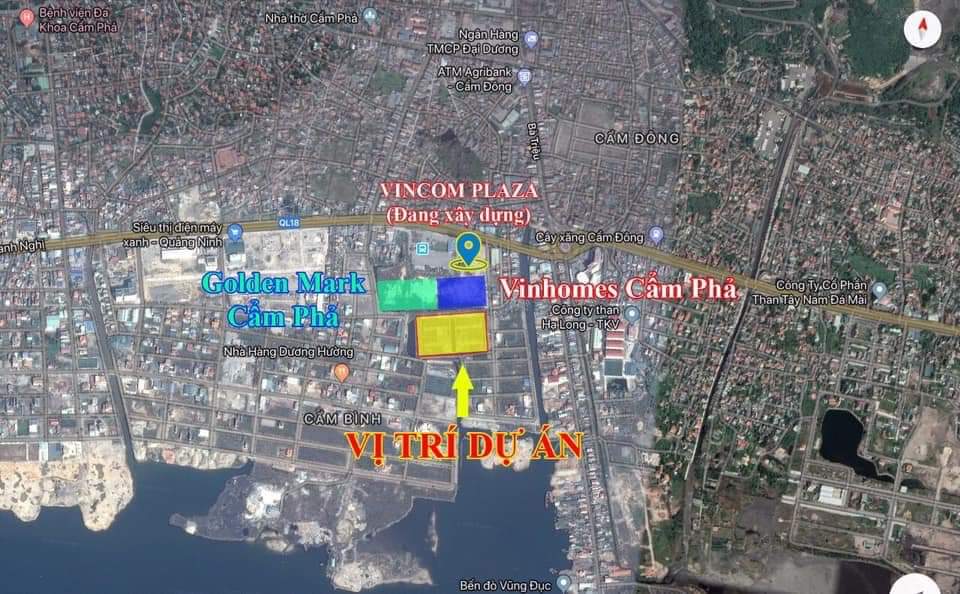 Bệnh viện Đa
Khoa Cẩm Phả
Nhà thờ Cẩm Phả
Ngân Hàng
TMCP Đại Dương
ATM Agribank
- Cẩm Đông
Bà Triệu
CẨM ĐÔNG
VINCOM PLAZA
(Đang xây dựng)
QL18
Siêu thị điện máy
xanh - Quảng Ninh
anh Nghị
Cây xăng Cẩm Đông
Golden Mark
Cẩm Phả
Vinhomes Cẩm Phả
Công Ty Cổ Phần
Than Tây Nam Đá Mài
Công ty than
Hạ Long - TKV
Nhà Hàng Dương Hường
CẨM BÌNH
VỊ TRÍ DỰ ÁN
Bến đò Vũng Đục